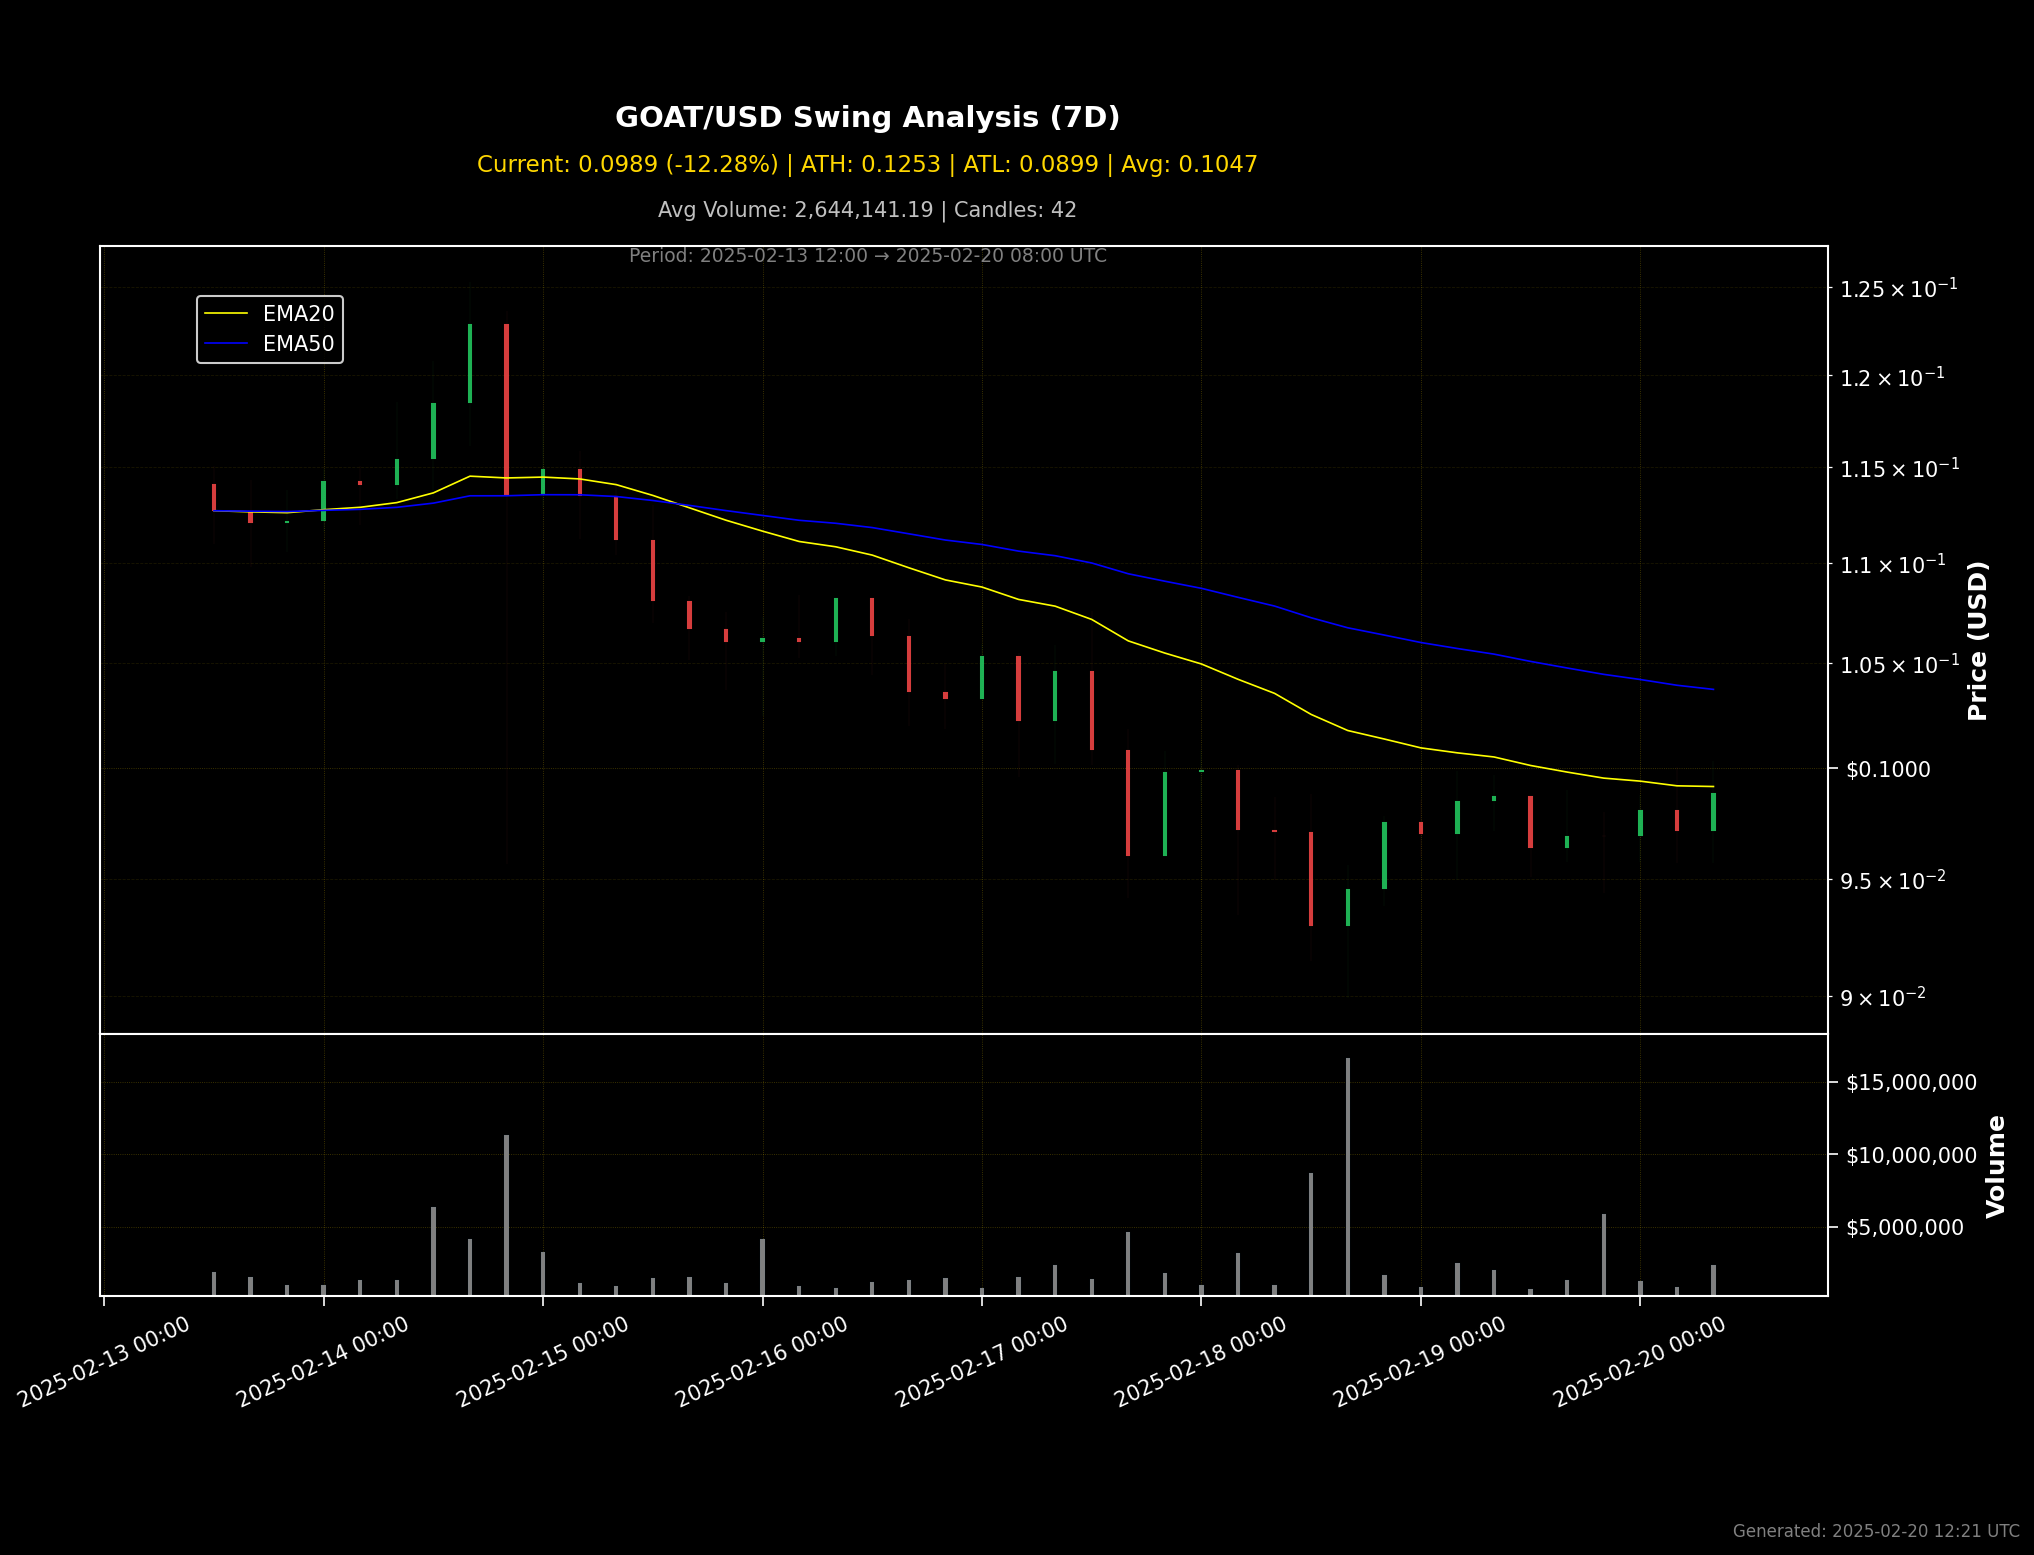 GOAT/USD Swing Analysis (7D)
Current: 0.0989 (-12.28%) | ATH: 0.1253 | ATL: 0.0899 | Avg: 0.1047
Avg Volume: 2,644,141.19 | Candles: 42
Period: 2025-02-13 12:00 → 2025-02-20 08:00 UTC
EMA20
EMA50
1.25 × 10⁻¹
1.2 × 10⁻¹
1.15 × 10⁻¹
1.1 × 10⁻¹
1.05 × 10⁻¹
$0.1000
9.5 × 10⁻²
9 × 10⁻²
Price (USD)
$15,000,000
$10,000,000
$5,000,000
Volume
2025-02-13 00:00
2025-02-14 00:00
2025-02-15 00:00
2025-02-16 00:00
2025-02-17 00:00
2025-02-18 00:00
2025-02-19 00:00
2025-02-20 00:00
Generated: 2025-02-20 12:21 UTC